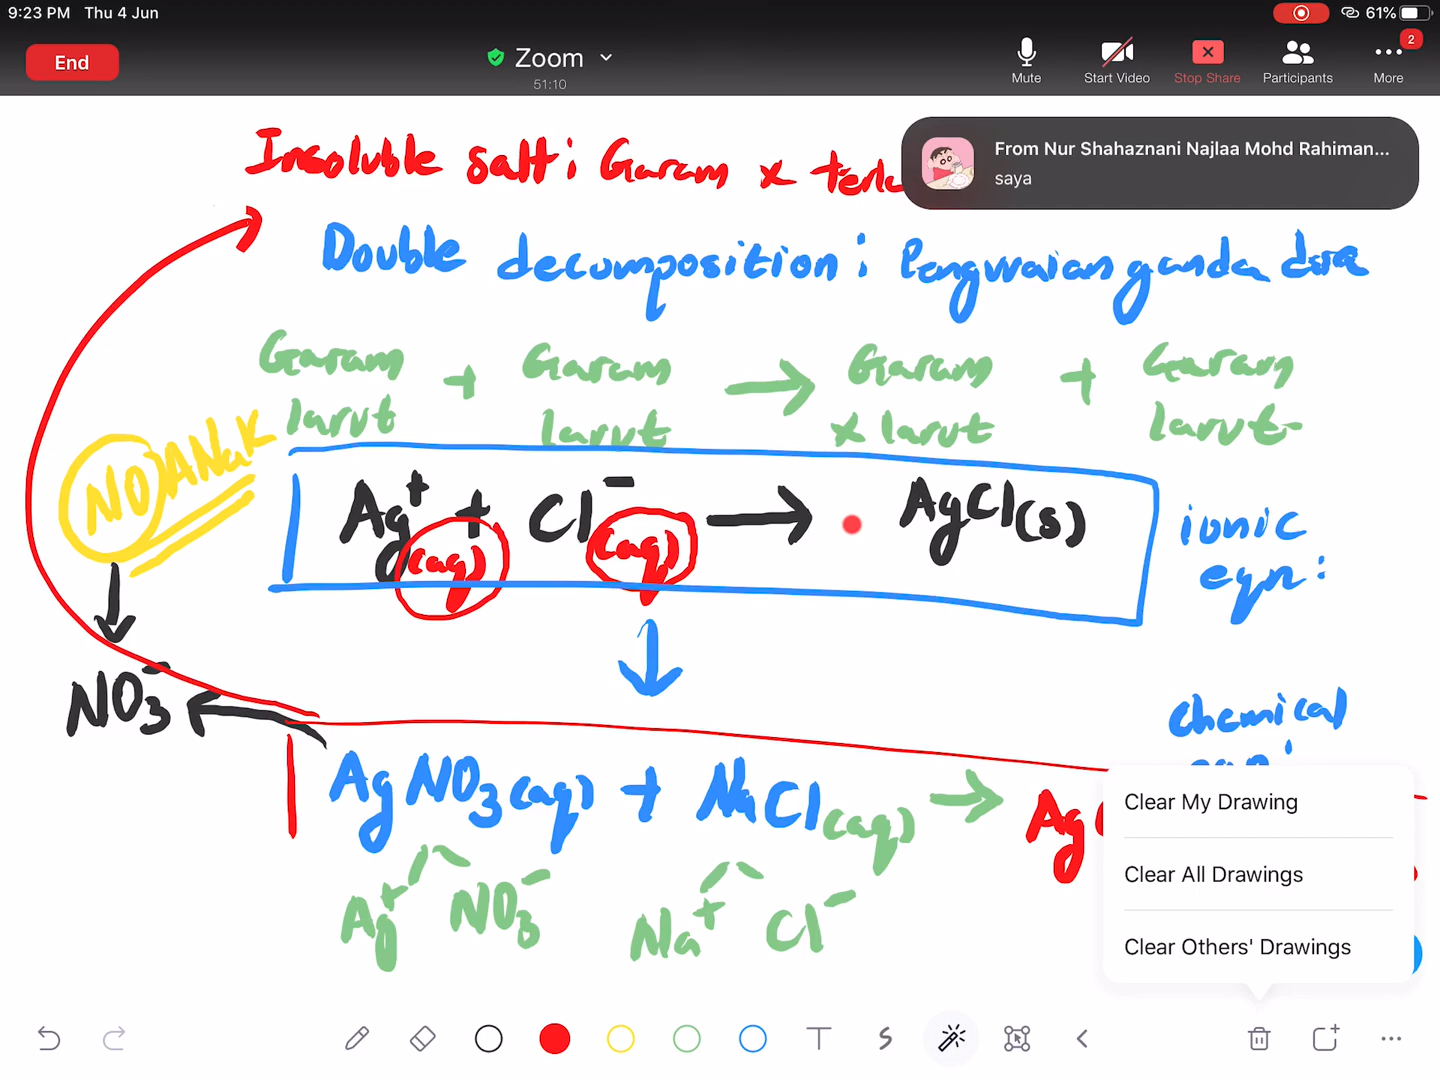 9:23 PM Thu 4 Jun 61%
End Zoom 51:10 Mute Start Video Stop Share Participants More 2
From Nur Shahaznani Najlaa Mohd Rahiman...
saya
Insoluble salt : Garam x
Double decomposition : Penguraian ganda dua
Garam larut + Garam larut → Garam x larut + Garam larut
NO ANaK
Ag⁺(aq) + Cl⁻(aq) → AgCl(s)
ionic eqn :
NO₃⁻
chemical
AgNO₃(aq) + NaCl(aq) → Ag
Ag⁺ NO₃⁻ Na⁺ Cl⁻
Clear My Drawing
Clear All Drawings
Clear Others' Drawings
T